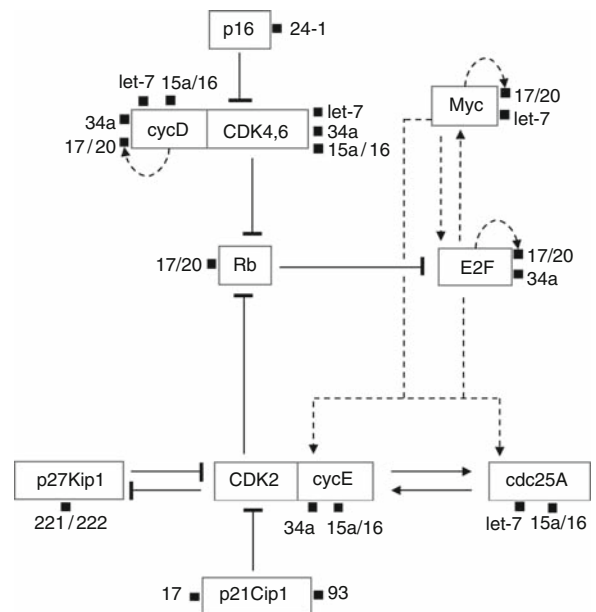 p16
24-1
let-7 15a/16
34a
17/20
cycD
CDK4,6
let-7
34a
15a/16
Myc
17/20
let-7
17/20
Rb
E2F
17/20
34a
p27Kip1
221/222
CDK2
cycE
34a 15a/16
cdc25A
let-7 15a/16
17
p21Cip1
93